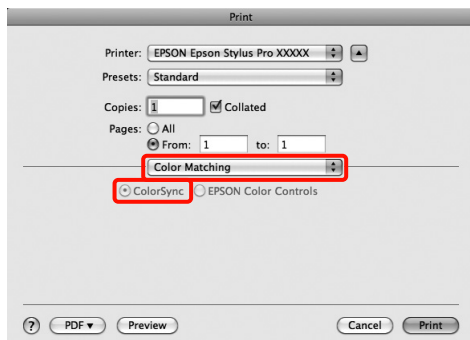 Print
Printer: EPSON Epson Stylus Pro XXXXX
Presets: Standard
Copies: 1 Collated
Pages: All
From: 1 to: 1
Color Matching
ColorSync EPSON Color Controls
? PDF Preview Cancel Print